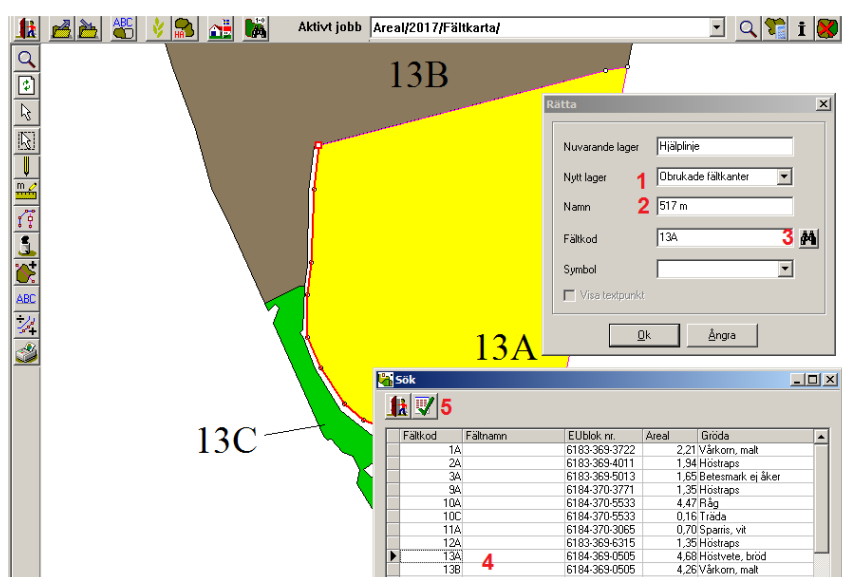 ABC
HA
1-0
Aktivt jobb Areal/2017/Fältkarta/
i
m
ABC
13B
13A
13C
Rätta
Nuvarande lager Hjälplinje
Nytt lager 1 Obrukade fältkanter
Namn 2 517 m
Fältkod 13A 3
Symbol
Visa textpunkt
Ok Ångra
Sök
5
Fältkod Fältnamn EUblok nr. Areal Gröda
1A 6183-369-3722 2,21 Vårkorn, malt
2A 6183-369-4011 1,94 Höstraps
3A 6183-369-5013 1,65 Betesmark ej åker
9A 6184-370-3771 1,35 Höstraps
10A 6184-370-5533 4,47 Råg
10C 6184-370-5533 0,16 Träda
11A 6184-370-3065 0,70 Sparris, vit
12A 6183-369-6315 1,35 Höstraps
13A 4 6184-369-0505 4,68 Höstvete, bröd
13B 6184-369-0505 4,26 Vårkorn, malt